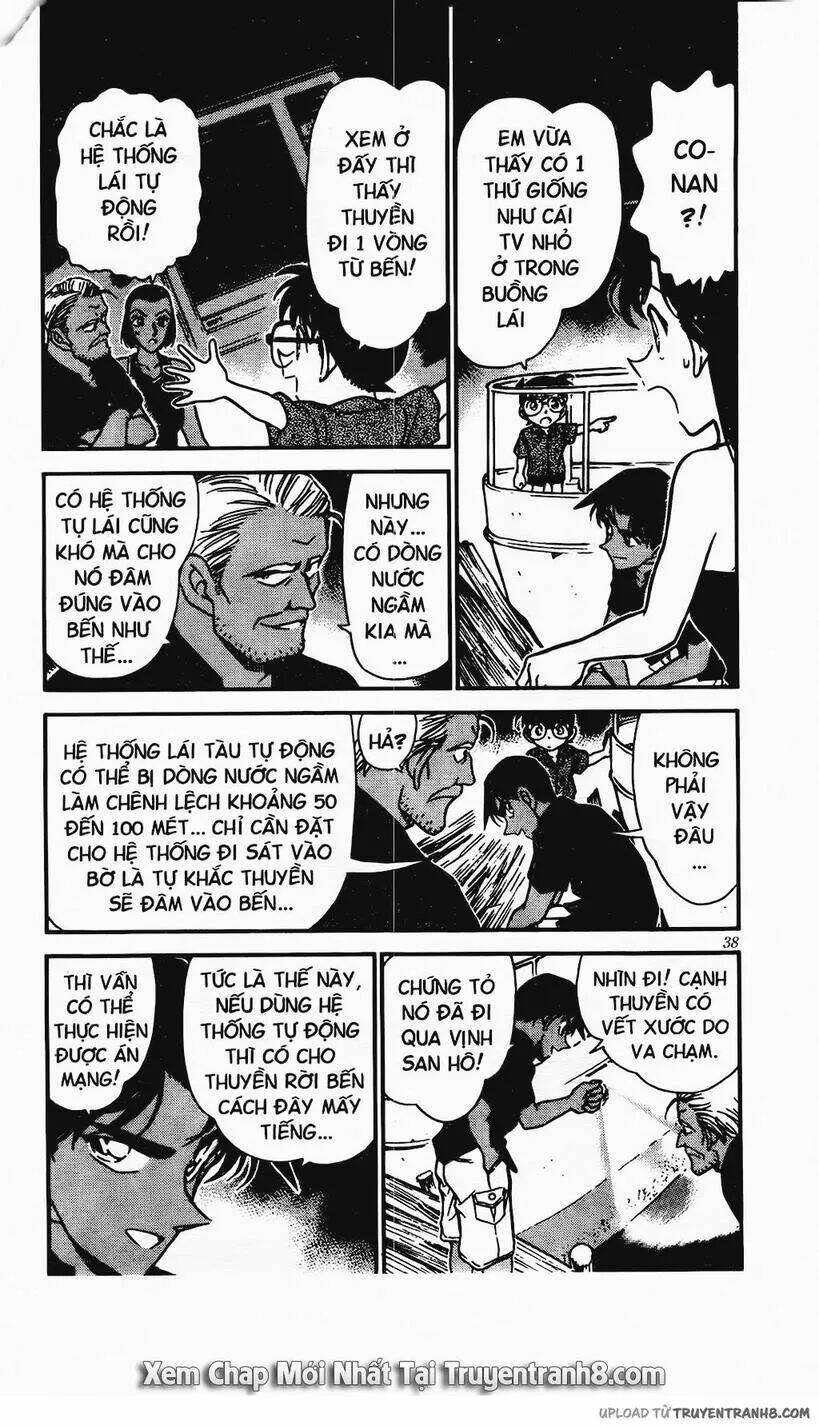 CO-
NAN
?!
EM VỪA
THẤY CÓ 1
THỨ GIỐNG
NHƯ CÁI
TV NHỎ
Ở TRONG
BUỒNG
LÁI
XEM Ở
ĐẤY THÌ
THẤY
THUYỀN
ĐI 1 VÒNG
TỪ BẾN!
CHẮC LÀ
HỆ THỐNG
LÁI TỰ
ĐỘNG
RỒI!
NHƯNG
NÀY...
CÓ DÒNG
NƯỚC
NGẦM
KIA MÀ
...
CÓ HỆ THỐNG
TỰ LÁI CŨNG
KHÓ MÀ CHO
NÓ ĐÂM
ĐÚNG VÀO
BẾN NHƯ
THẾ...
KHÔNG
PHẢI
VẬY
ĐÂU
...
HẢ?
HỆ THỐNG LÁI TÀU TỰ ĐỘNG
CÓ THỂ BỊ DÒNG NƯỚC NGẦM
LÀM CHÊNH LỆCH KHOẢNG 50
ĐẾN 100 MÉT... CHỈ CẦN ĐẶT
CHO HỆ THỐNG ĐI SÁT VÀO
BỜ LÀ TỰ KHẮC THUYỀN
SẼ ĐÂM VÀO BẾN...
38
NHÌN ĐI! CẠNH
THUYỀN CÓ
VẾT XƯỚC DO
VA CHẠM.
CHỨNG TỎ
NÓ ĐÃ ĐI
QUA VỊNH
SAN HÔ!
TỨC LÀ THẾ NÀY,
NẾU DÙNG HỆ
THỐNG TỰ ĐỘNG
THÌ CÓ CHO
THUYỀN RỜI BẾN
CÁCH ĐÂY MẤY
TIẾNG...
THÌ VẪN
CÓ THỂ
THỰC HIỆN
ĐƯỢC ÁN
MẠNG!
Xem Chap Mới Nhất Tại Truyentranh8.com
UPLOAD TỪ TRUYENTRANH8.COM